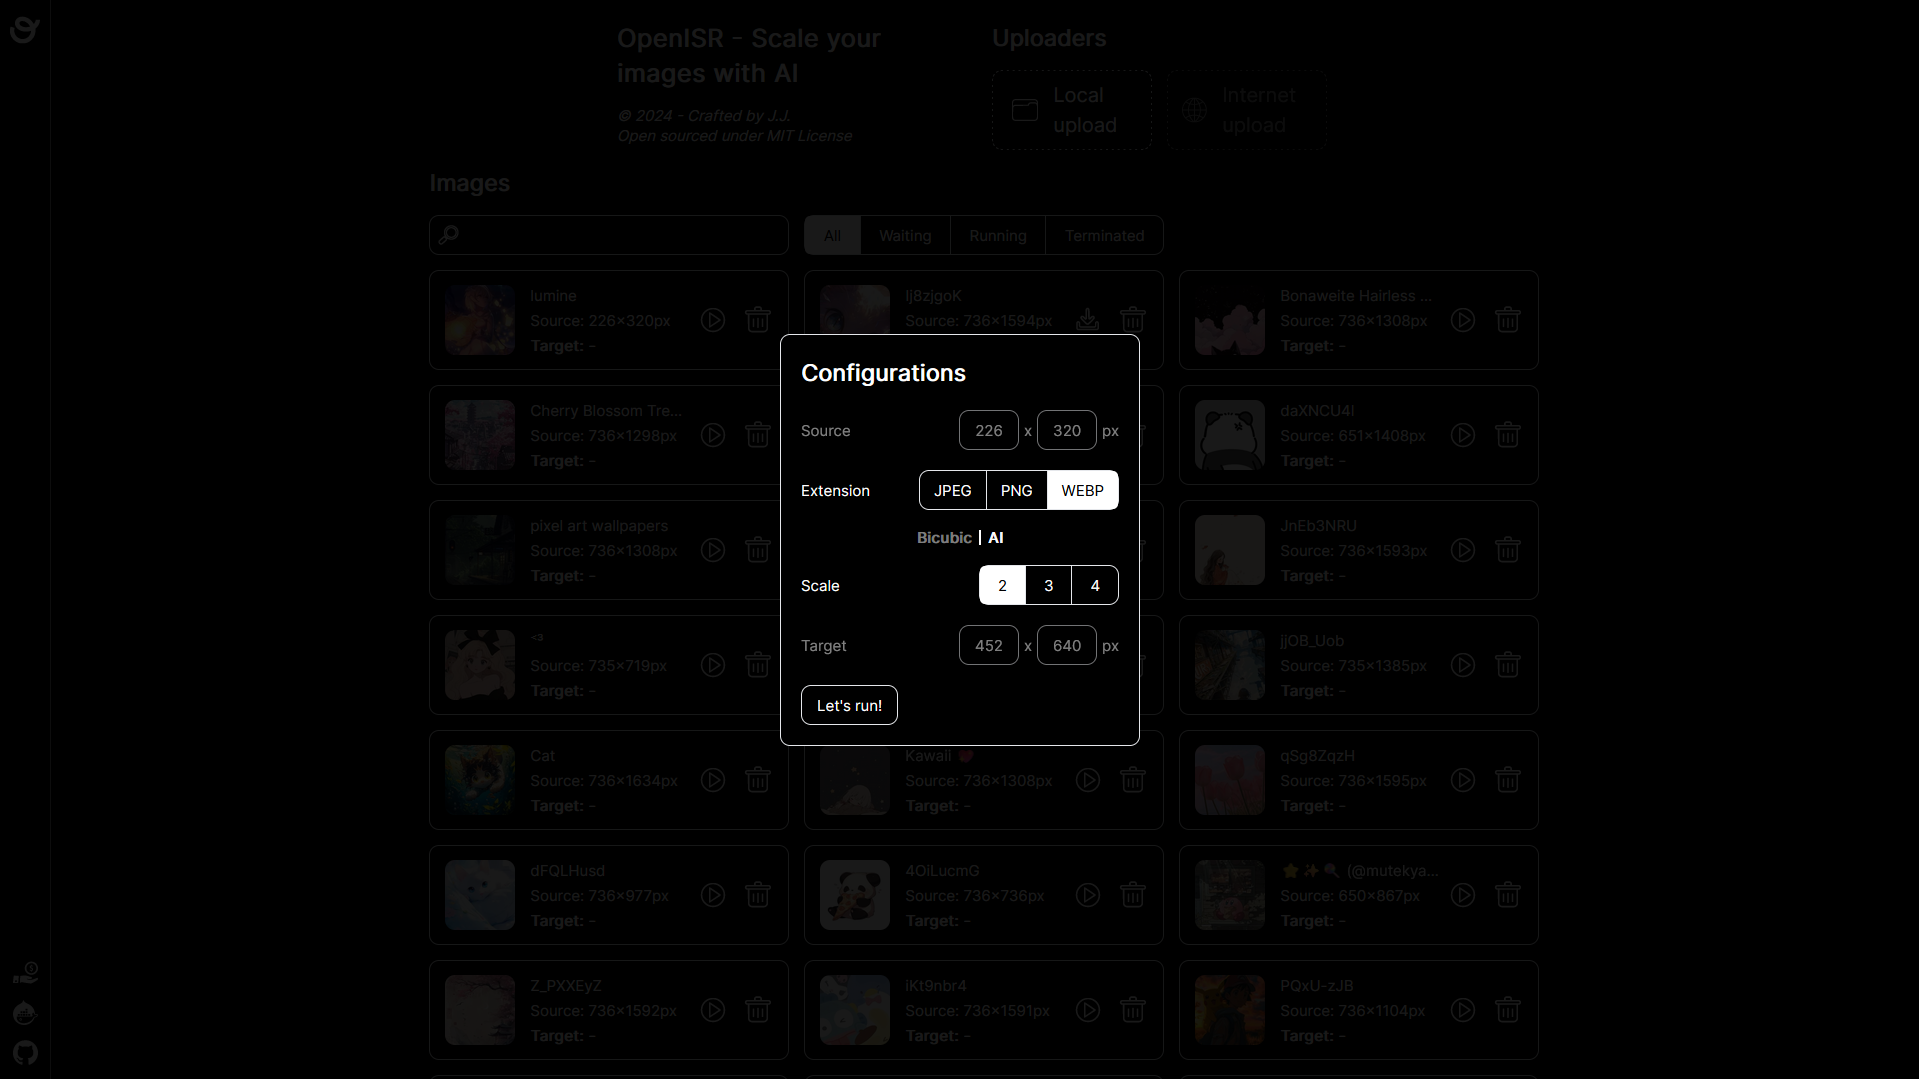 OpenISR - Scale your
images with AI
© 2024 - Crafted by J.J.
Open sourced under MIT License
Uploaders
Local
upload
Internet
upload
Images
All
Waiting
Running
Terminated
lumine
Source: 226×320px
Target: -
Ij8zjgoK
Source: 736×1594px
Bonaweite Hairless ...
Source: 736×1308px
Target: -
Configurations
Source 226 x 320 px
Extension JPEG PNG WEBP
Bicubic | AI
Scale 2 3 4
Target 452 x 640 px
Let's run!
Cherry Blossom Tre...
Source: 736×1298px
Target: -
daXNCU4I
Source: 651×1408px
Target: -
pixel art wallpapers
Source: 736×1308px
Target: -
JnEb3NRU
Source: 736×1593px
Target: -
<3
Source: 735×719px
Target: -
jjOB_Uob
Source: 735×1385px
Target: -
Cat
Source: 736×1634px
Target: -
Kawaii
Source: 736×1308px
Target: -
qSg8ZqzH
Source: 736×1595px
Target: -
dFQLHusd
Source: 736×977px
Target: -
4OiLucmG
Source: 736×736px
Target: -
⭐✨🔍 (@mutekya...
Source: 650×867px
Target: -
Z_PXXEyZ
Source: 736×1592px
Target: -
iKt9nbr4
Source: 736×1591px
Target: -
PQxU-zJB
Source: 736×1104px
Target: -